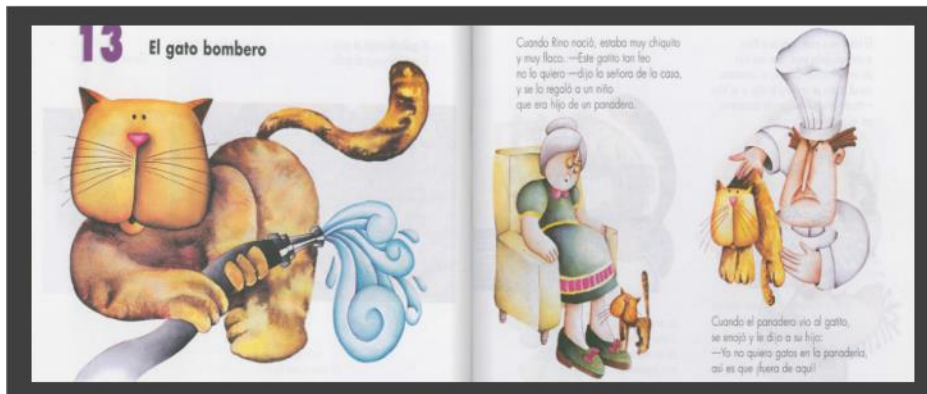 13
El gato bombero
Cuando Rino nació, estaba muy chiquito
y muy flaco. —Este gatito tan feo
no lo quiero —dijo la señora de la casa,
y se lo regaló a un niño
que era hijo de un panadero.
Cuando el panadero vio al gatito,
se enojó y le dijo a su hijo:
—Yo no quiero gatos en la panadería,
así es que ¡fuera de aquí!